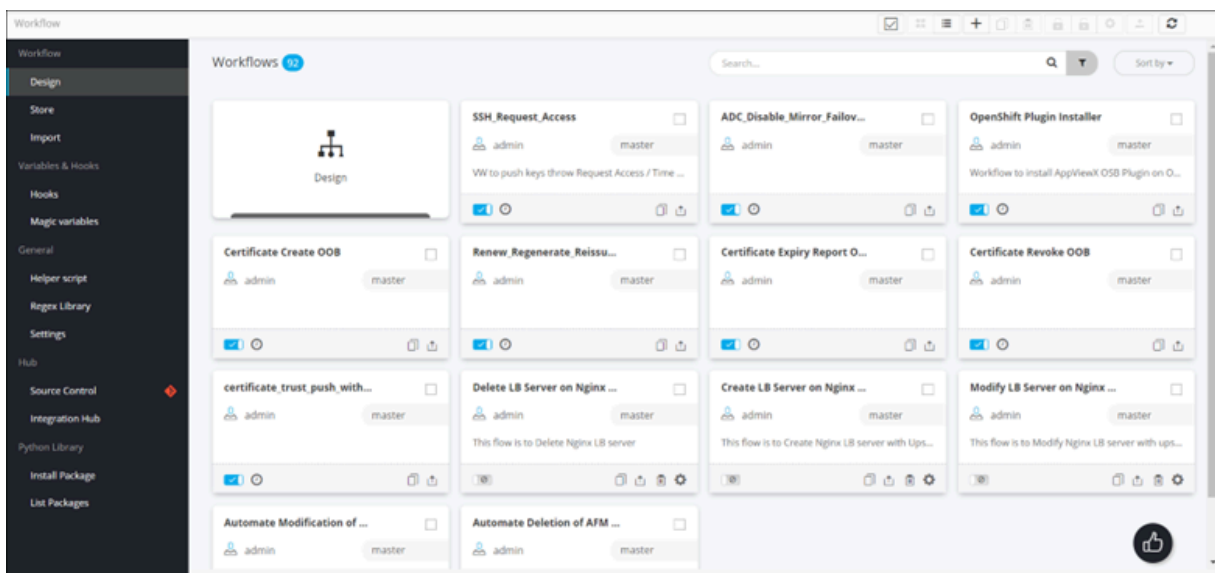 Workflow
Workflow
Design
Store
Import
Variables & Hooks
Hooks
Magic variables
General
Helper script
Regex Library
Settings
Hub
Source Control
Integration Hub
Python Library
Install Package
List Packages
Workflows 92
Search...
Sort by
Design
SSH_Request_Access
admin master
VW to push keys throw Request Access / Time ...
ADC_Disable_Mirror_Failov...
admin master
OpenShift Plugin Installer
admin master
Workflow to install AppViewX OSB Plugin on O...
Certificate Create OOB
admin master
Renew_Regenerate_Reissu...
admin master
Certificate Expiry Report O...
admin master
Certificate Revoke OOB
admin master
certificate_trust_push_with...
admin master
Delete LB Server on Nginx ...
admin master
This flow is to Delete Nginx LB server
Create LB Server on Nginx ...
admin master
This flow is to Create Nginx LB server with Ups...
Modify LB Server on Nginx ...
admin master
This flow is to Modify Nginx LB server with ups...
Automate Modification of ...
admin master
Automate Deletion of AFM ...
admin master